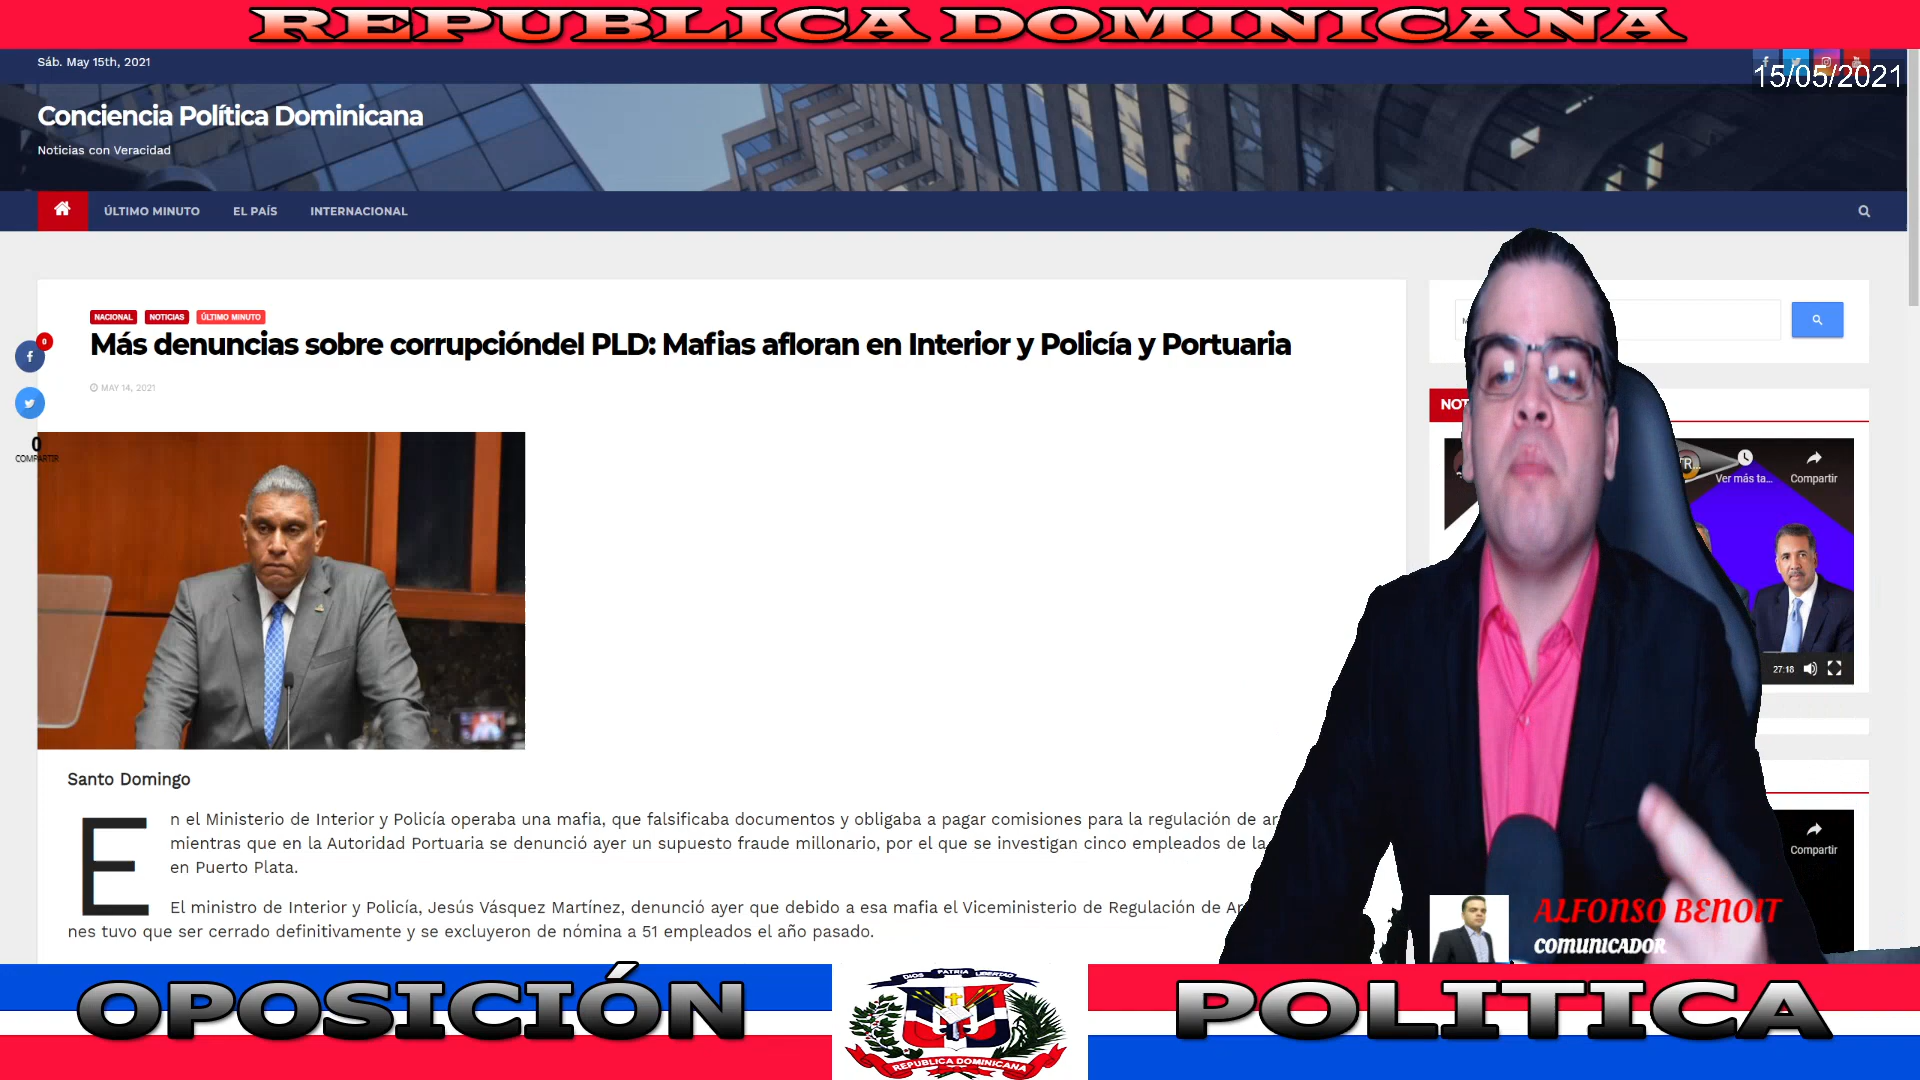 REPUBLICA DOMINICANA
Sáb. May 15th, 2021
15/05/2021
Conciencia Política Dominicana
Noticias con Veracidad
ÚLTIMO MINUTO EL PAÍS INTERNACIONAL
NACIONAL NOTICIAS ÚLTIMO MINUTO
Más denuncias sobre corrupcióndel PLD: Mafias afloran en Interior y Policía y Portuaria
0
MAY 14, 2021
NOT
0
COMPARTIR
Ver más ta... Compartir
27:18
Santo Domingo
En el Ministerio de Interior y Policía operaba una mafia, que falsificaba documentos y obligaba a pagar comisiones para la regulación de ar
mientras que en la Autoridad Portuaria se denunció ayer un supuesto fraude millonario, por el que se investigan cinco empleados de la
en Puerto Plata.
Compartir
El ministro de Interior y Policía, Jesús Vásquez Martínez, denunció ayer que debido a esa mafia el Viceministerio de Regulación de Ar
nes tuvo que ser cerrado definitivamente y se excluyeron de nómina a 51 empleados el año pasado.
ALFONSO BENOIT
COMUNICADOR
OPOSICIÓN
DIOS PATRIA LIBERTAD
REPUBLICA DOMINICANA
POLITICA